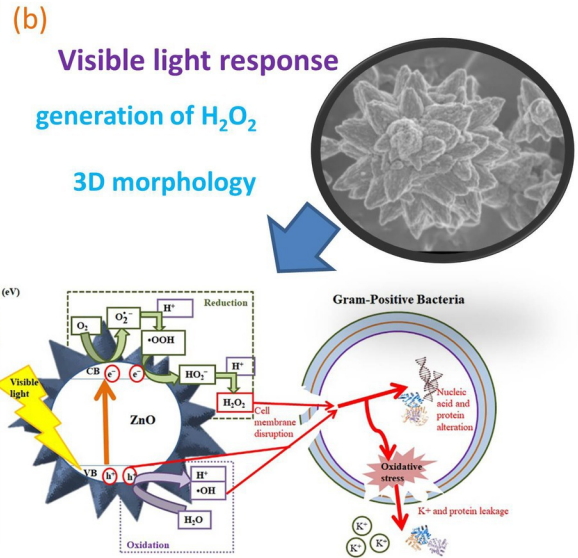 (b)
Visible light response
generation of H₂O₂
3D morphology
(eV)
Reduction
O₂
O₂•⁻
H⁺
•OOH
HO₂⁻
H⁺
H₂O₂
CB
e⁻
e⁻
Visible
light
ZnO
VB
h⁺
h⁺
H⁺
•OH
H₂O
Oxidation
Cell
membrane
disruption
Gram-Positive Bacteria
Nucleic
acid and
protein
alteration
Oxidative
stress
K+ and protein leakage
K⁺
K⁺
K⁺